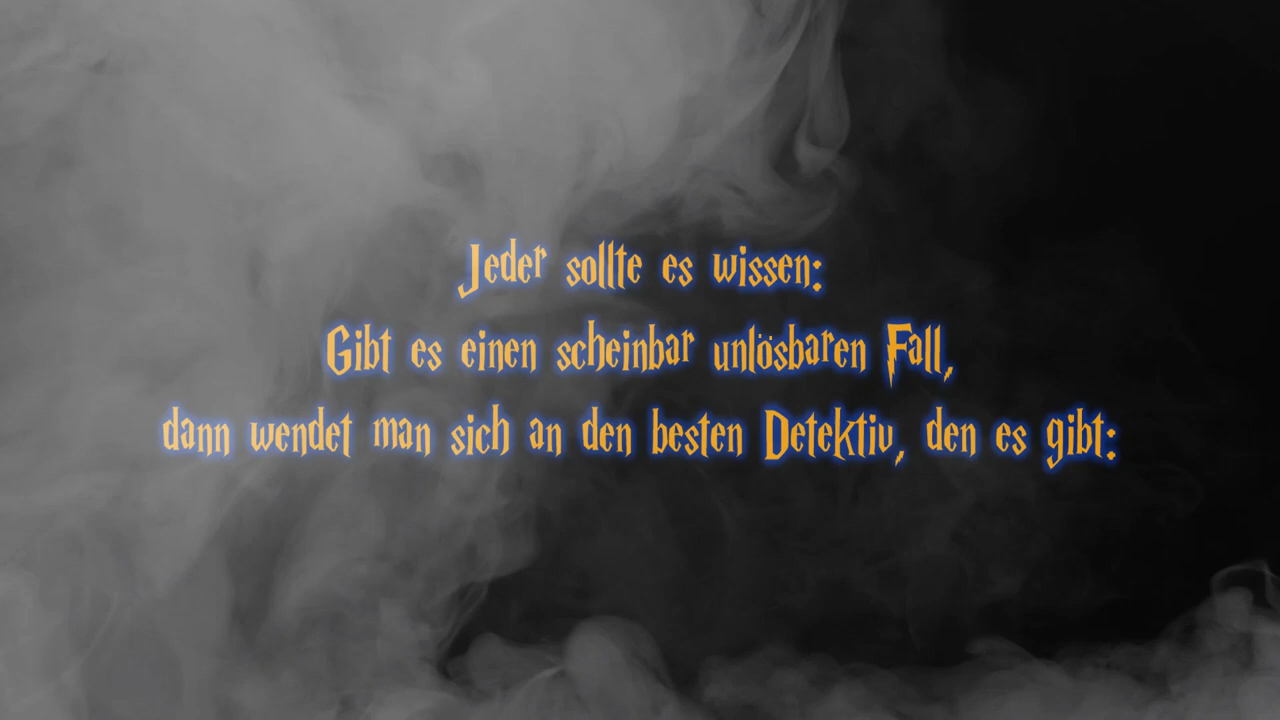 Jeder sollte es wissen:
Gibt es einen scheinbar unlösbaren Fall,
dann wendet man sich an den besten Detektiv, den es gibt: